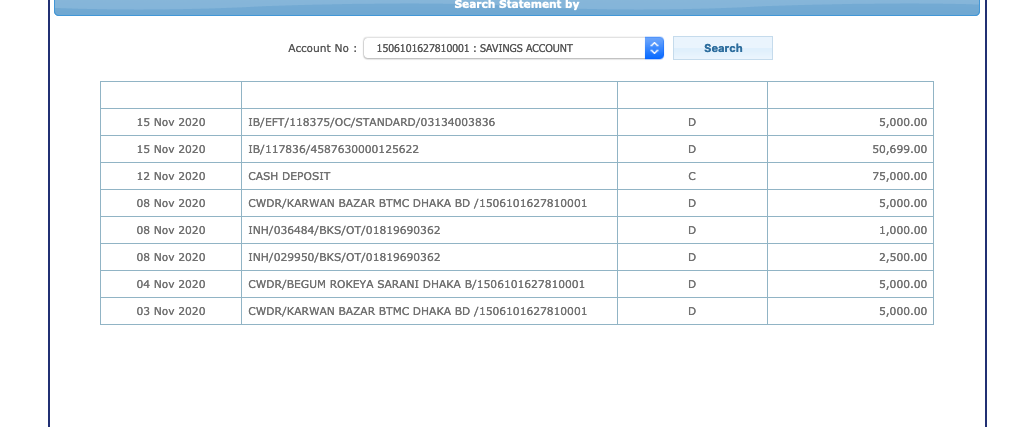 Search Statement by
Account No : 1506101627810001 : SAVINGS ACCOUNT Search
15 Nov 2020 IB/EFT/118375/OC/STANDARD/03134003836 D 5,000.00
15 Nov 2020 IB/117836/4587630000125622 D 50,699.00
12 Nov 2020 CASH DEPOSIT C 75,000.00
08 Nov 2020 CWDR/KARWAN BAZAR BTMC DHAKA BD /1506101627810001 D 5,000.00
08 Nov 2020 INH/036484/BKS/OT/01819690362 D 1,000.00
08 Nov 2020 INH/029950/BKS/OT/01819690362 D 2,500.00
04 Nov 2020 CWDR/BEGUM ROKEYA SARANI DHAKA B/1506101627810001 D 5,000.00
03 Nov 2020 CWDR/KARWAN BAZAR BTMC DHAKA BD /1506101627810001 D 5,000.00